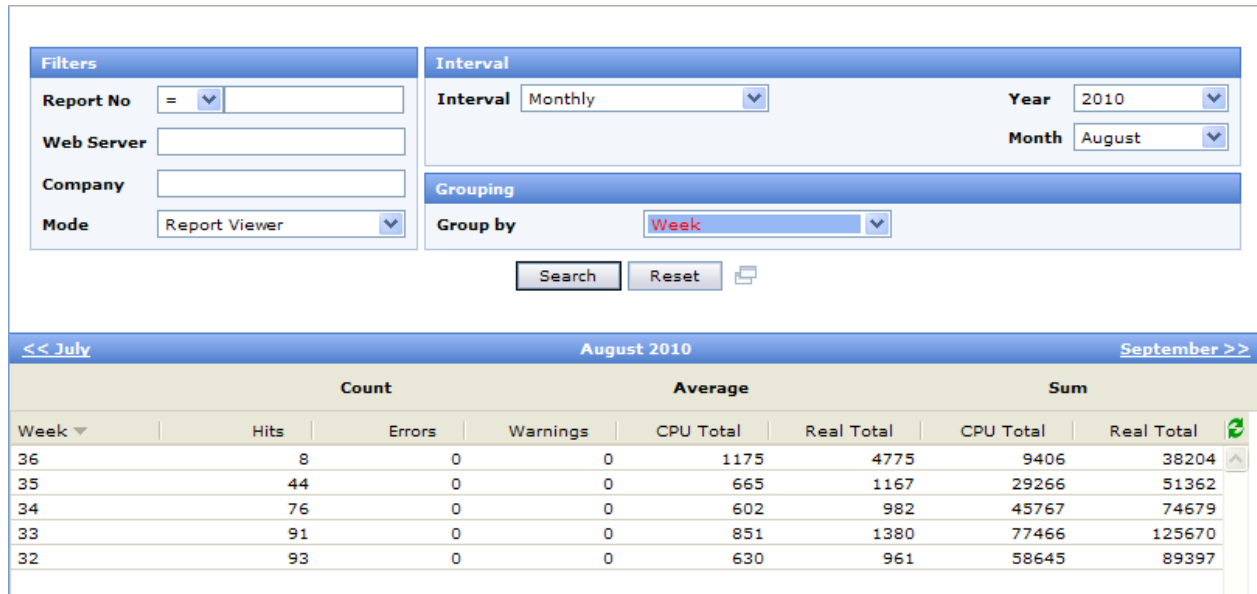 Filters
Report No = 
Web Server
Company
Mode Report Viewer
Interval
Interval Monthly Year 2010
Month August
Grouping
Group by Week
Search Reset
<< July August 2010 September >>
Count Average Sum
Week Hits Errors Warnings CPU Total Real Total CPU Total Real Total
36 8 0 0 1175 4775 9406 38204
35 44 0 0 665 1167 29266 51362
34 76 0 0 602 982 45767 74679
33 91 0 0 851 1380 77466 125670
32 93 0 0 630 961 58645 89397